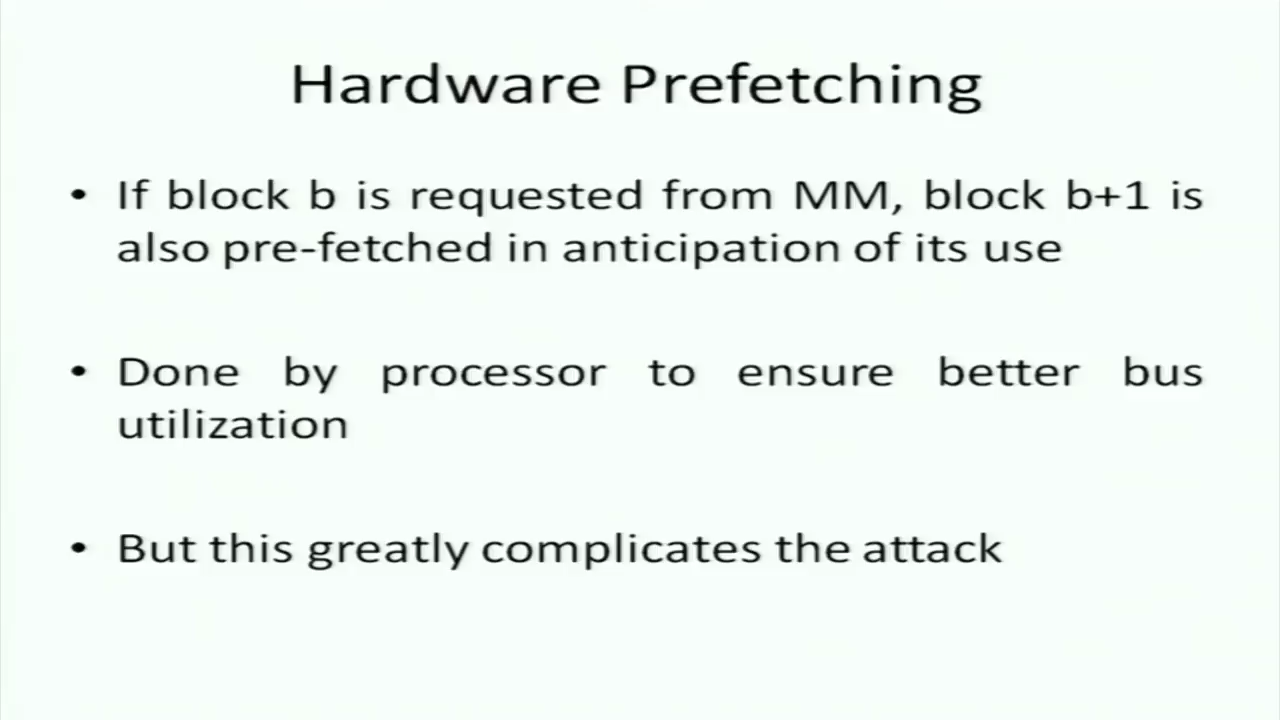 Hardware Prefetching
• If block b is requested from MM, block b+1 is
also pre-fetched in anticipation of its use
• Done by processor to ensure better bus
utilization
• But this greatly complicates the attack